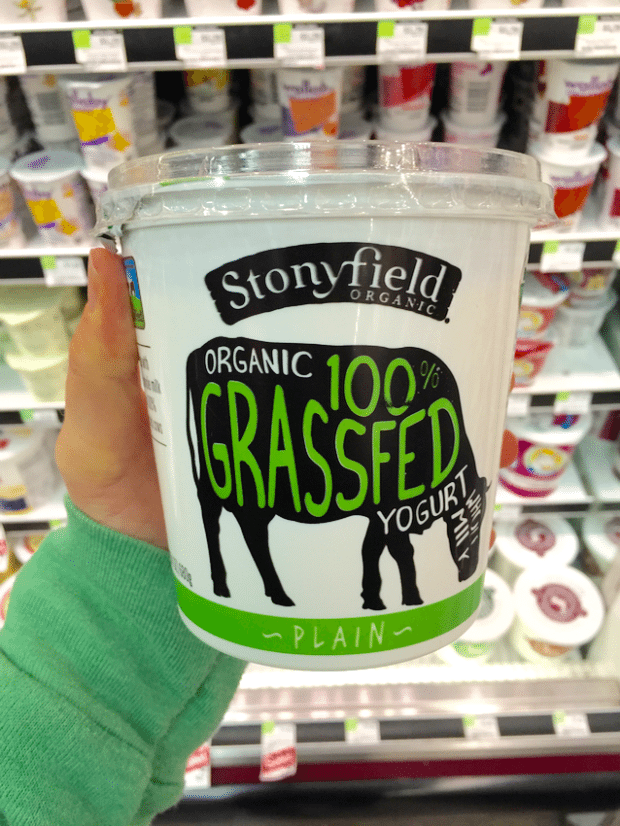 Stonyfield
ORGANIC
ORGANIC 100%
GRASSFED
YOGURT
WHOLE MILK
~PLAIN~